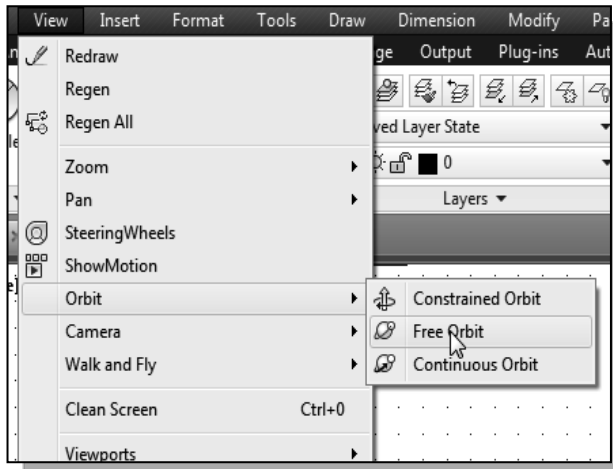 View Insert Format Tools Draw Dimension Modify Pa
ge Output Plug-ins Aut
Redraw
Regen
Regen All
ved Layer State
0
Layers
Zoom
Pan
SteeringWheels
ShowMotion
Orbit
Constrained Orbit
Camera
Free Orbit
Walk and Fly
Continuous Orbit
Clean Screen Ctrl+0
Viewports